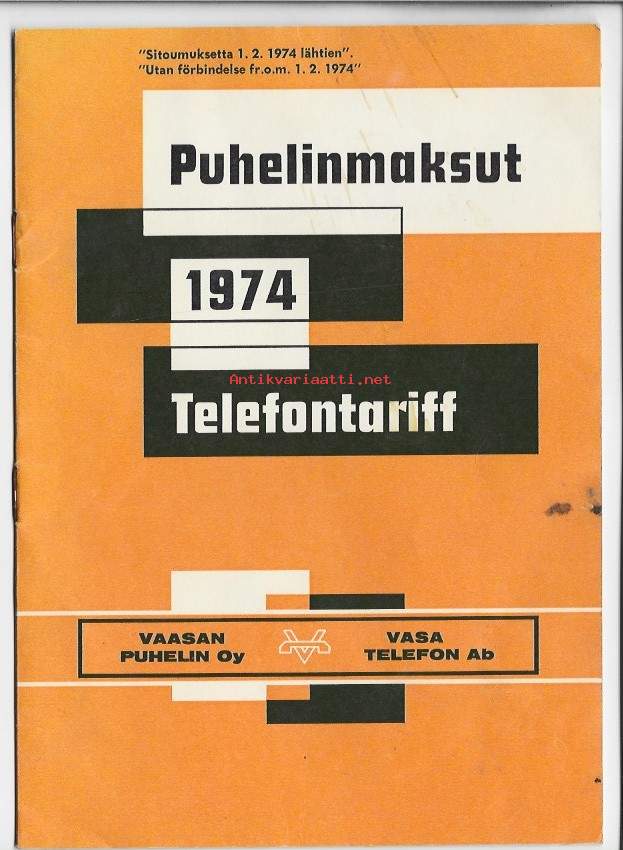 "Sitoumuksetta 1. 2. 1974 lähtien".
"Utan förbindelse fr.o.m. 1. 2. 1974"
Puhelinmaksut
1974
Antikvariaatti.net
Telefontariff
VAASAN
PUHELIN Oy
VASA
TELEFON Ab